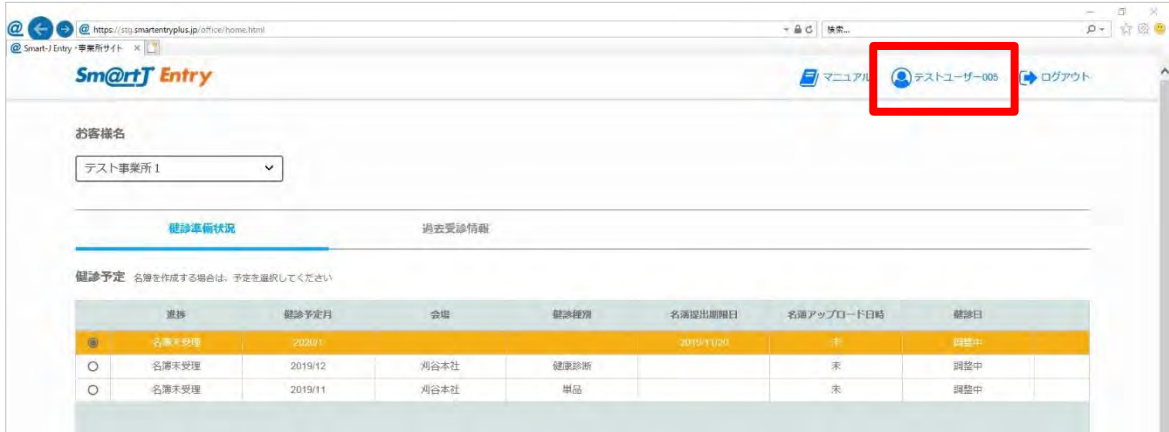 https://stg.smartentryplus.jp/office/home.html
検索...
Smart-J Entry -事業所サイト-
Sm@rtJ Entry
マニュアル
テストユーザー005
ログアウト
お客様名
テスト事業所1
健診準備状況 過去受診情報
健診予定 名簿を作成する場合は、予定を選択してください
進捗 健診予定月 会場 健診種別 名簿提出期限日 名簿アップロード日時 健診日
名簿未受理 2020/1 2019/11/20 未 調整中
名簿未受理 2019/12 刈谷本社 健康診断 未 調整中
名簿未受理 2019/11 刈谷本社 単品 未 調整中